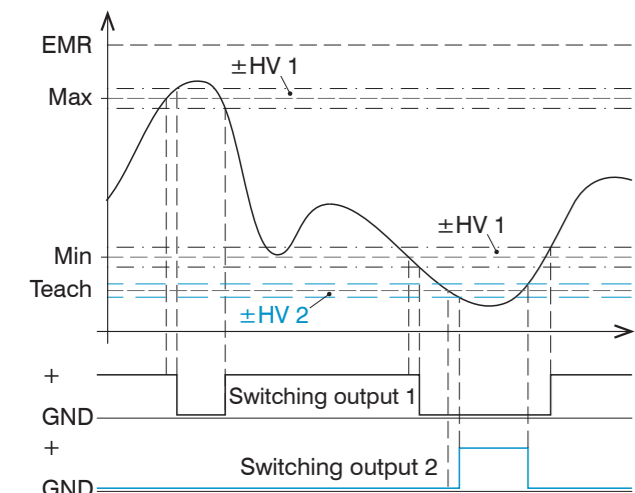 EMR
±HV 1
Max
±HV 1
Min
Teach
±HV 2
+
Switching output 1
GND
+
Switching output 2
GND